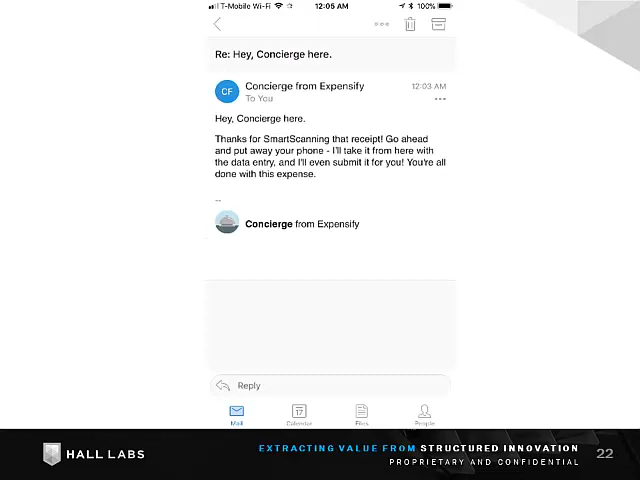 T-Mobile Wi-Fi 12:05 AM 100%
Re: Hey, Concierge here.
CF Concierge from Expensify 12:03 AM
To You
Hey, Concierge here.
Thanks for SmartScanning that receipt! Go ahead
and put away your phone - I'll take it from here with
the data entry, and I'll even submit it for you! You're all
done with this expense.
--
Concierge from Expensify
Reply
17
Mail Calendar Files People
HALL LABS
EXTRACTING VALUE FROM STRUCTURED INNOVATION
PROPRIETARY AND CONFIDENTIAL
22